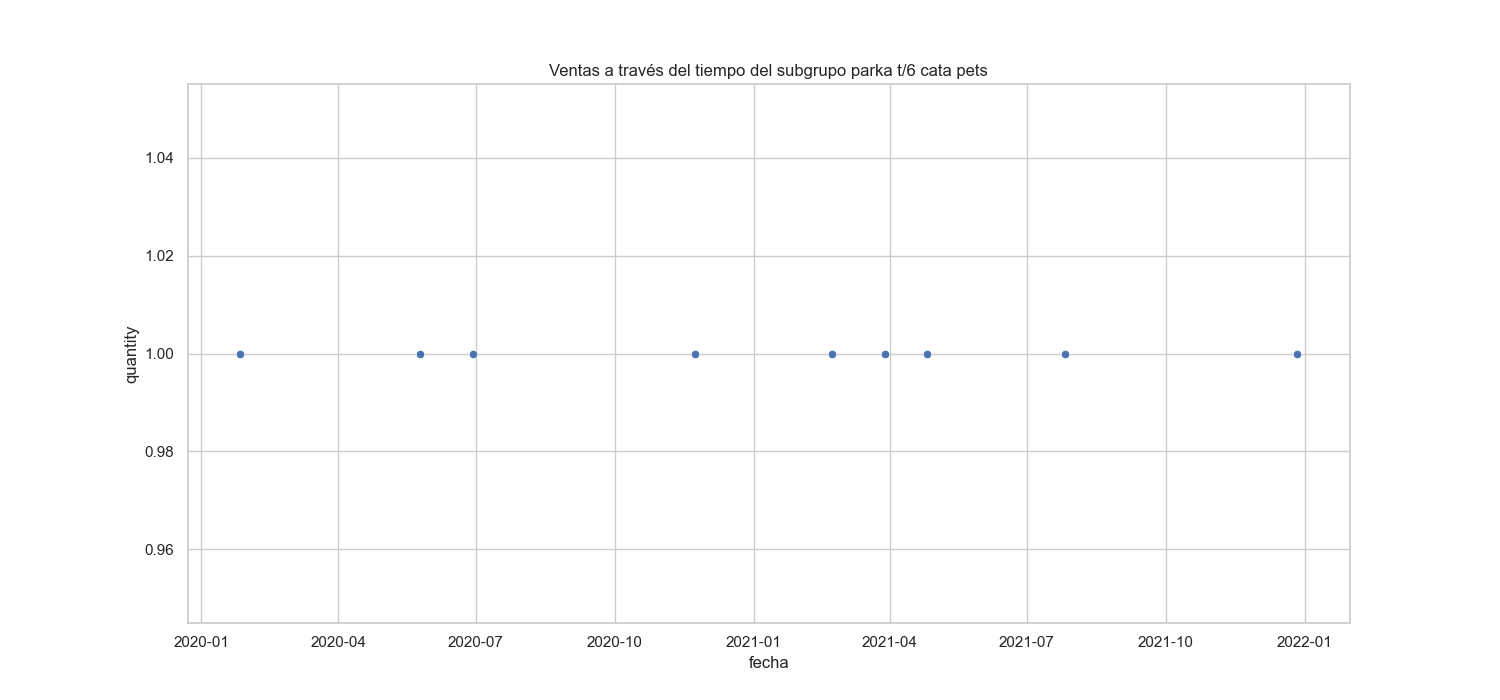 Ventas a través del tiempo del subgrupo parka t/6 cata pets
1.04
1.02
1.00
0.98
0.96
quantity
2020-01 2020-04 2020-07 2020-10 2021-01 2021-04 2021-07 2021-10 2022-01
fecha